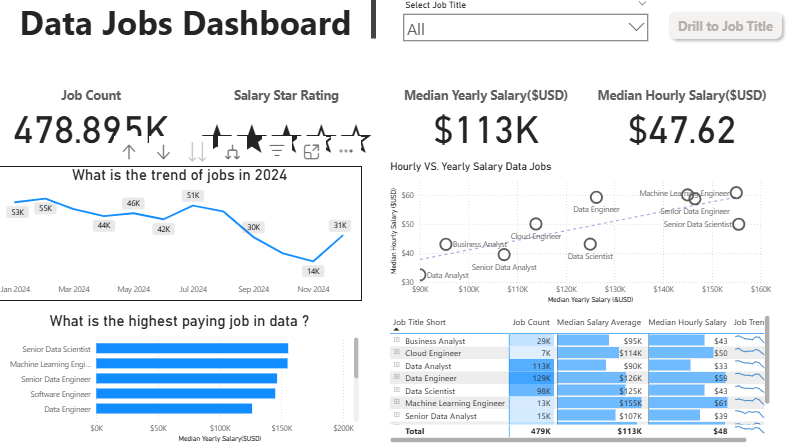 Data Jobs Dashboard
Select Job Title
All
Drill to Job Title
Job Count
478.895K
Salary Star Rating
Median Yearly Salary($USD)
$113K
Median Hourly Salary($USD)
$47.62
What is the trend of jobs in 2024
53K
55K
44K
46K
42K
51K
30K
14K
31K
Jan 2024
Mar 2024
May 2024
Jul 2024
Sep 2024
Nov 2024
Hourly VS. Yearly Salary Data Jobs
Median Hourly Salary ($USD)
$60
$50
$40
$30
Machine Learning Engineer
Data Engineer
Senior Data Engineer
Senior Data Scientist
Cloud Engineer
Business Analyst
Data Scientist
Senior Data Analyst
Data Analyst
$90K
$100K
$110K
$120K
$130K
$140K
$150K
$160K
Median Yearly Salary (&USD)
What is the highest paying job in data ?
Senior Data Scientist
Machine Learning Engi...
Senior Data Engineer
Software Engineer
Data Engineer
$0K
$50K
$100K
$150K
$200K
Median Yearly Salary($USD)
Job Title Short Job Count Median Salary Average Median Hourly Salary Job Tren
Business Analyst 29K $95K $43
Cloud Engineer 7K $114K $50
Data Analyst 113K $90K $33
Data Engineer 129K $126K $59
Data Scientist 98K $125K $43
Machine Learning Engineer 13K $155K $61
Senior Data Analyst 15K $107K $39
Total 479K $113K $48